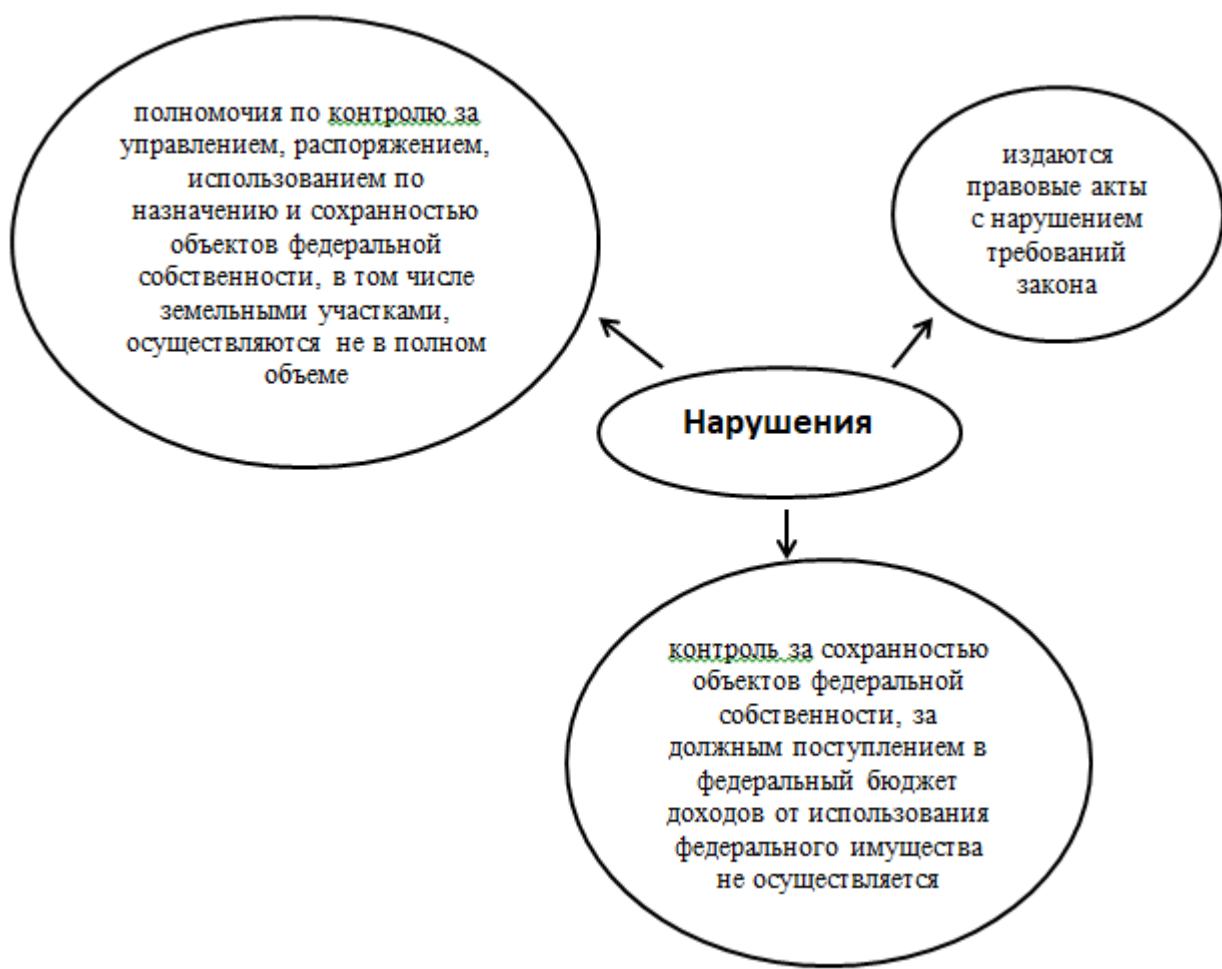 полномочия по контролю за
управлением, распоряжением,
использованием по
назначению и сохранностью
объектов федеральной
собственности, в том числе
земельными участками,
осуществляются не в полном
объеме
издаются
правовые акты
с нарушением
требований
закона
Нарушения
контроль за сохранностью
объектов федеральной
собственности, за
должным поступлением в
федеральный бюджет
доходов от использования
федерального имущества
не осуществляется